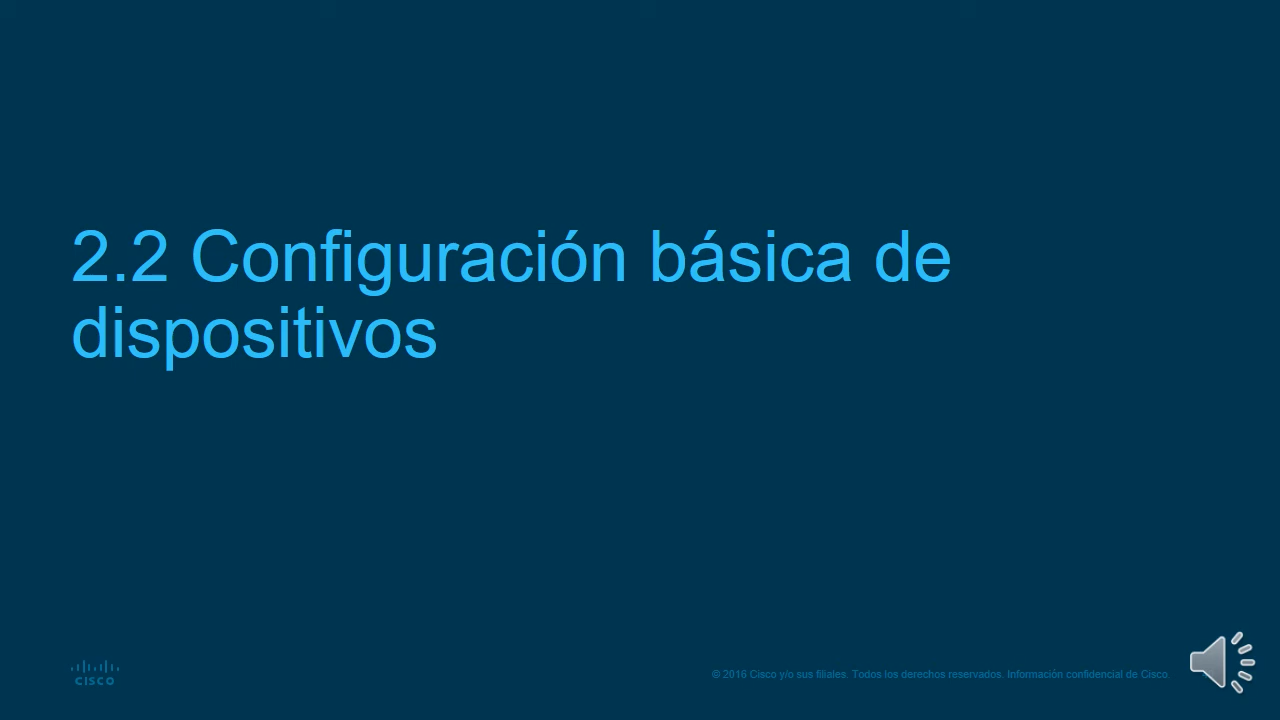 2.2 Configuración básica de
dispositivos
CISCO
© 2016 Cisco y/o sus filiales. Todos los derechos reservados. Información confidencial de Cisco.